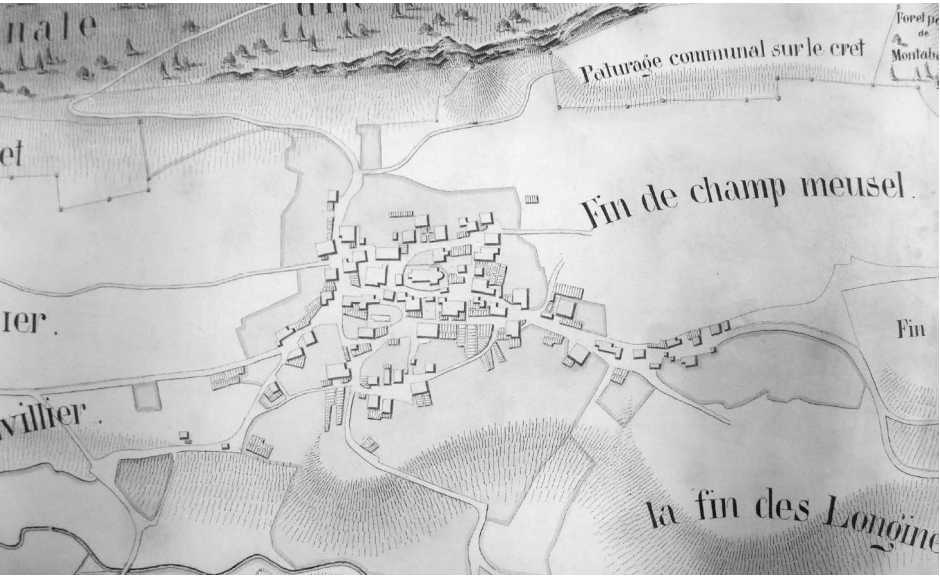 nale
Foret
de
Montab
Paturage communal sur le cret
et
Fin de champ meusel.
ier.
Fin
villier.
la fin des Longine